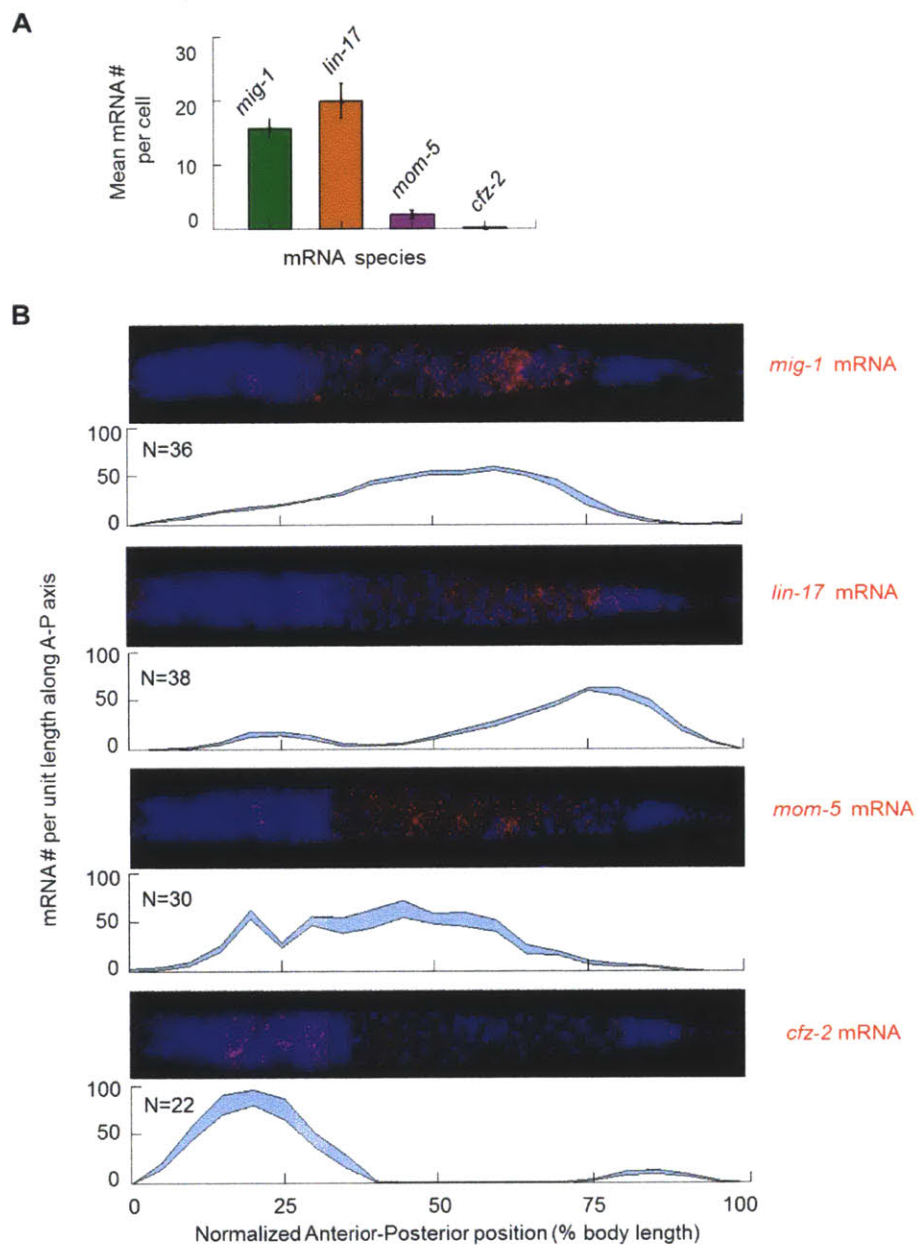 A
Mean mRNA #
per cell
30
20
10
0
mig-1
lin-17
mom-5
cfz-2
mRNA species
B
mRNA # per unit length along A-P axis
mig-1 mRNA
100
50
0
N=36
lin-17 mRNA
100
50
0
N=38
mom-5 mRNA
100
50
0
N=30
cfz-2 mRNA
100
50
0
N=22
0 25 50 75 100
Normalized Anterior-Posterior position (% body length)